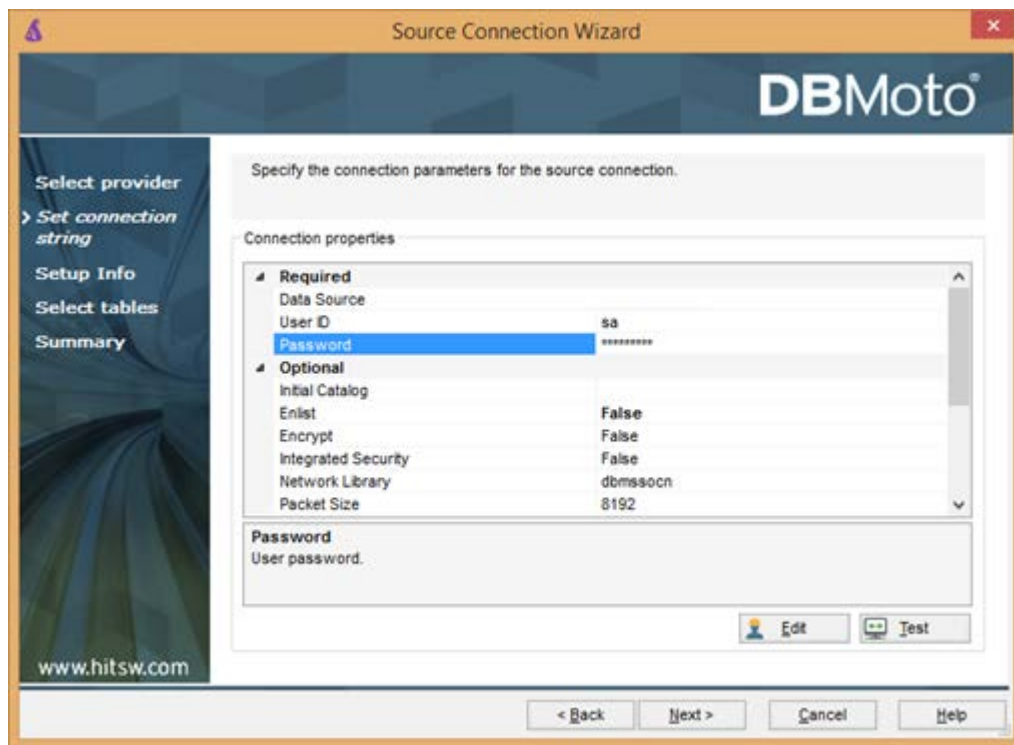 Source Connection Wizard
DBMoto
Select provider
Set connection
string
Setup Info
Select tables
Summary
www.hitsw.com
Specify the connection parameters for the source connection.
Connection properties
Required
Data Source
User ID sa
Password *********
Optional
Initial Catalog
Enlist False
Encrypt False
Integrated Security False
Network Library dbmssocn
Packet Size 8192
Password
User password.
Edit Test
< Back Next > Cancel Help